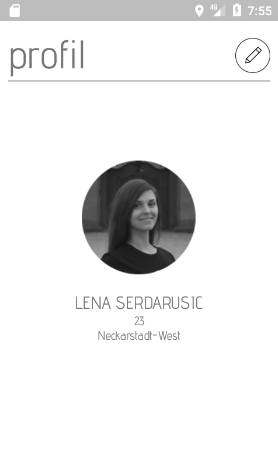 4G 7:55
profil
LENA SERDARUSIC
23
Neckarstadt-West